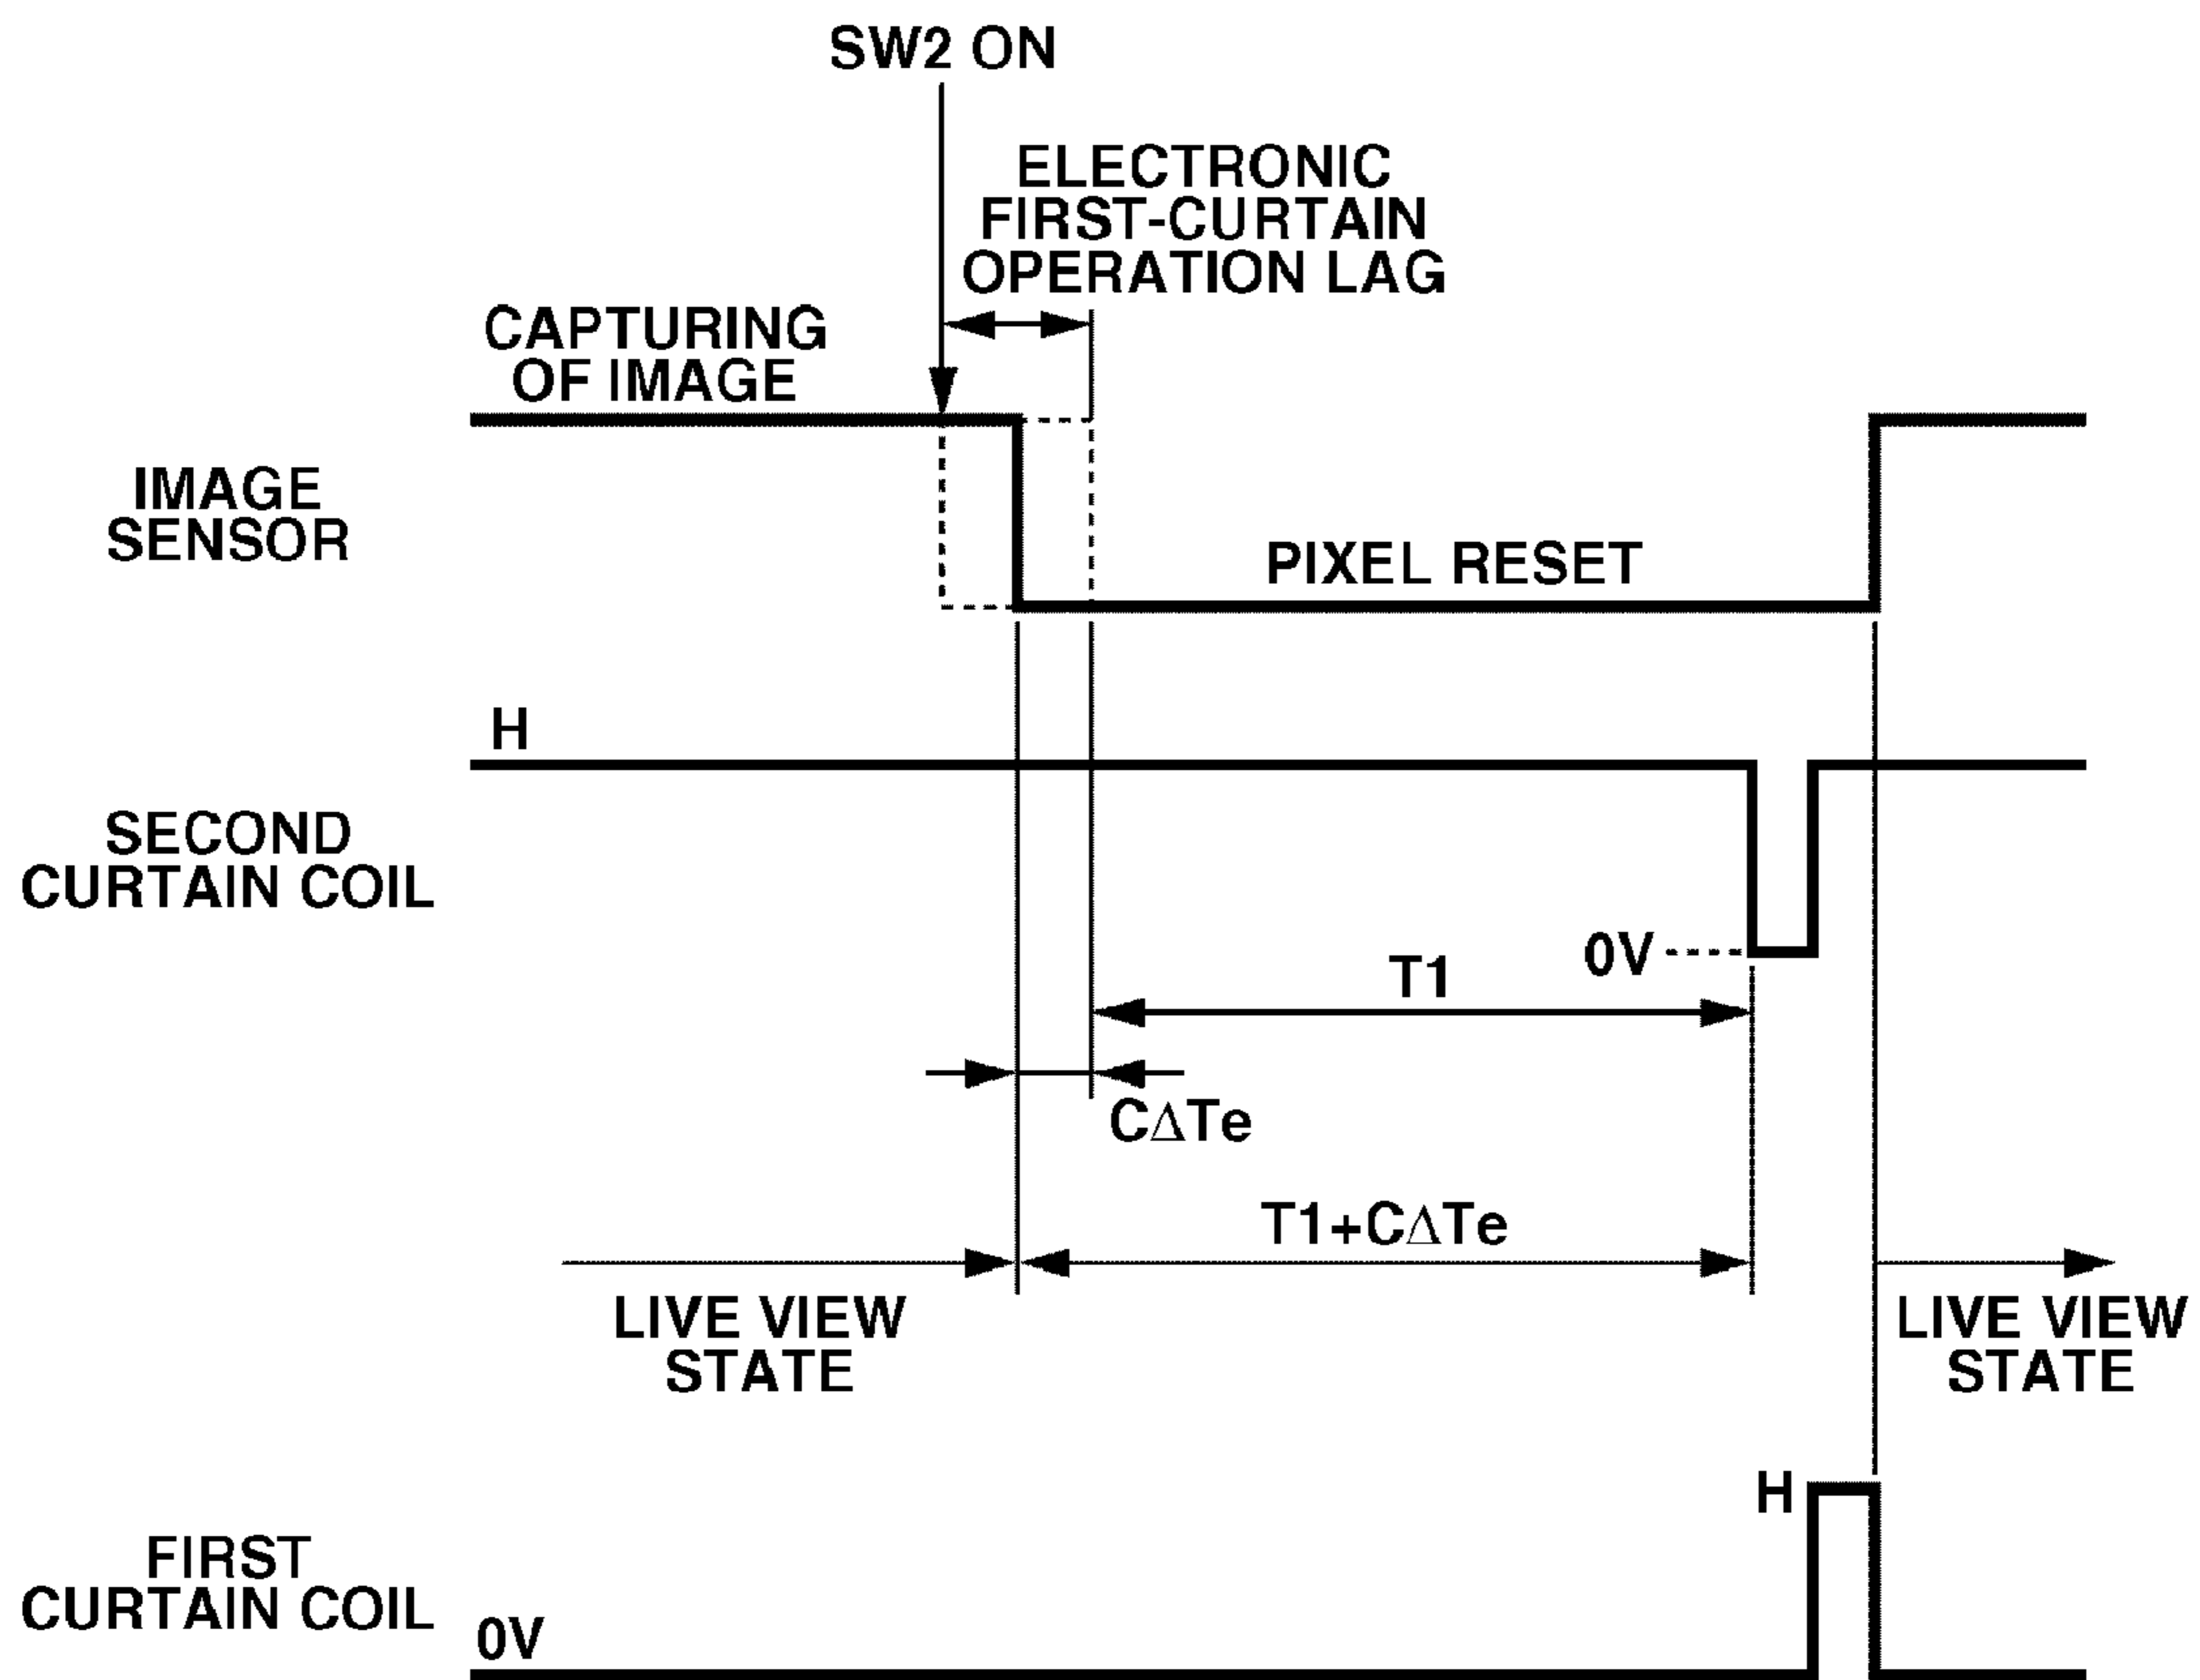 SW2 ON
ELECTRONIC
FIRST-CURTAIN
OPERATION LAG
CAPTURING
OF IMAGE
IMAGE
SENSOR
PIXEL RESET
H
SECOND
CURTAIN COIL
0V
T1
CΔTe
T1+CΔTe
LIVE VIEW
STATE
LIVE VIEW
STATE
H
FIRST
CURTAIN COIL
0V